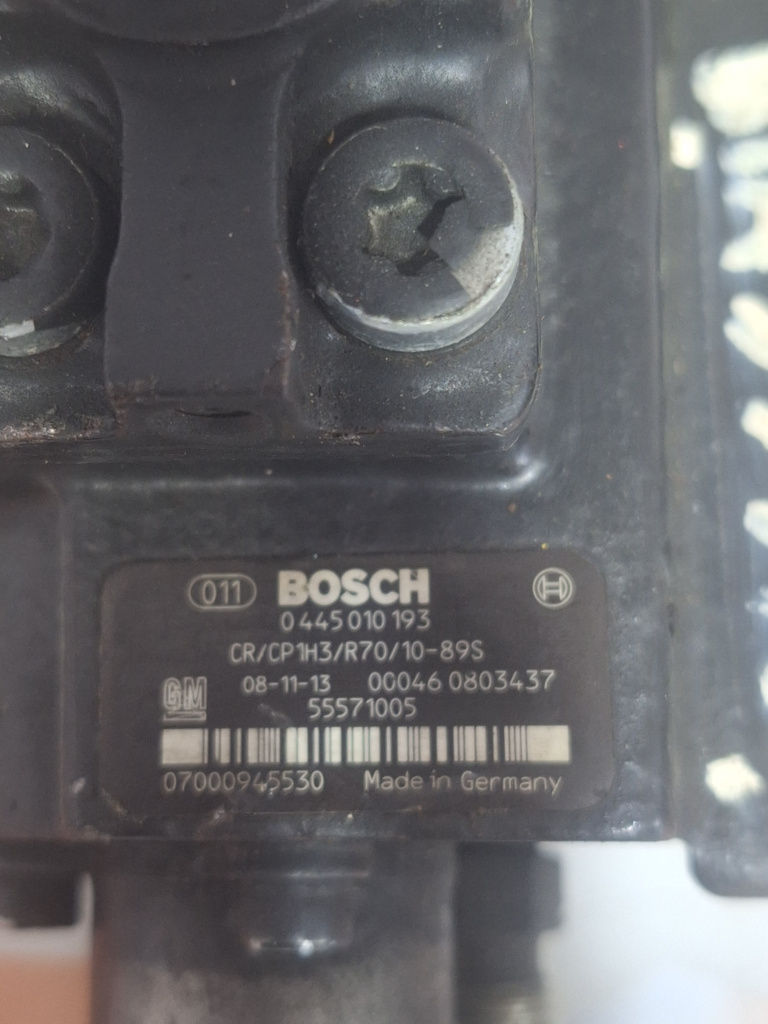 011 BOSCH
0 445 010 193
CR/CP1H3/R70/10-89S
GM 08-11-13 00046 0803437
55571005
07000945530 Made in Germany